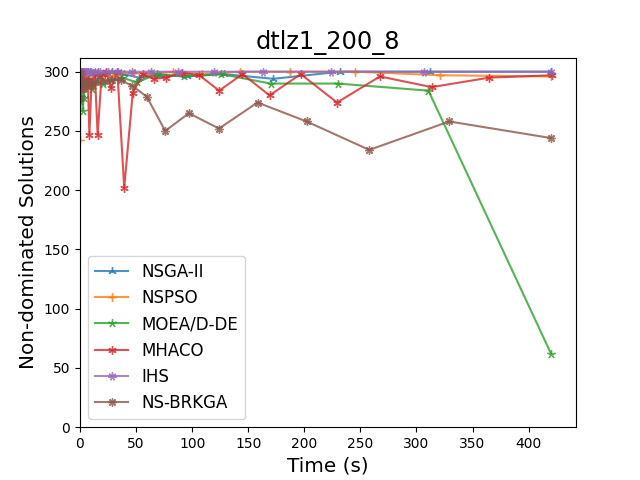 dtlz1_200_8
Non-dominated Solutions
300
250
200
150
100
50
0
NSGA-II
NSPSO
MOEA/D-DE
MHACO
IHS
NS-BRKGA
0 50 100 150 200 250 300 350 400
Time (s)